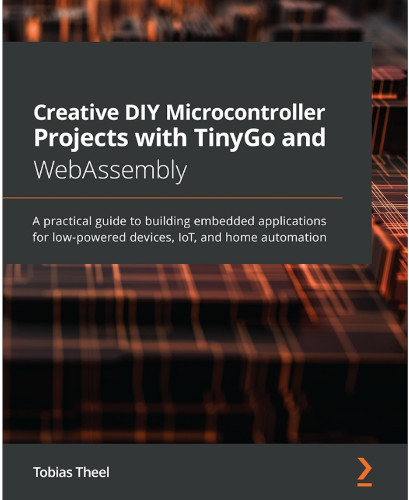 Creative DIY Microcontroller
Projects with TinyGo and
WebAssembly
A practical guide to building embedded applications
for low-powered devices, IoT, and home automation
Tobias Theel